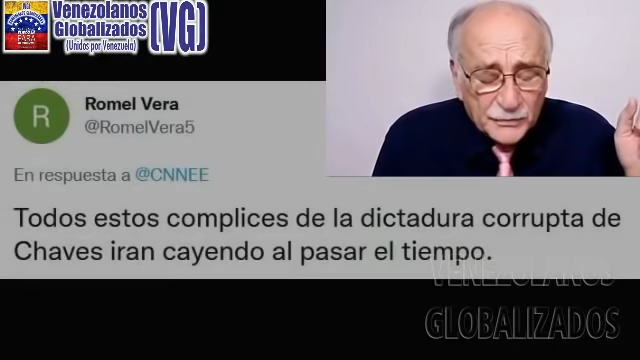 Venezolanos
Globalizados
(Unidos por Venezuela)
(VG)
R
Romel Vera
@RomelVera5
En respuesta a @CNNEE
Todos estos complices de la dictadura corrupta de
Chaves iran cayendo al pasar el tiempo.
VENEZOLANOS
GLOBALIZADOS